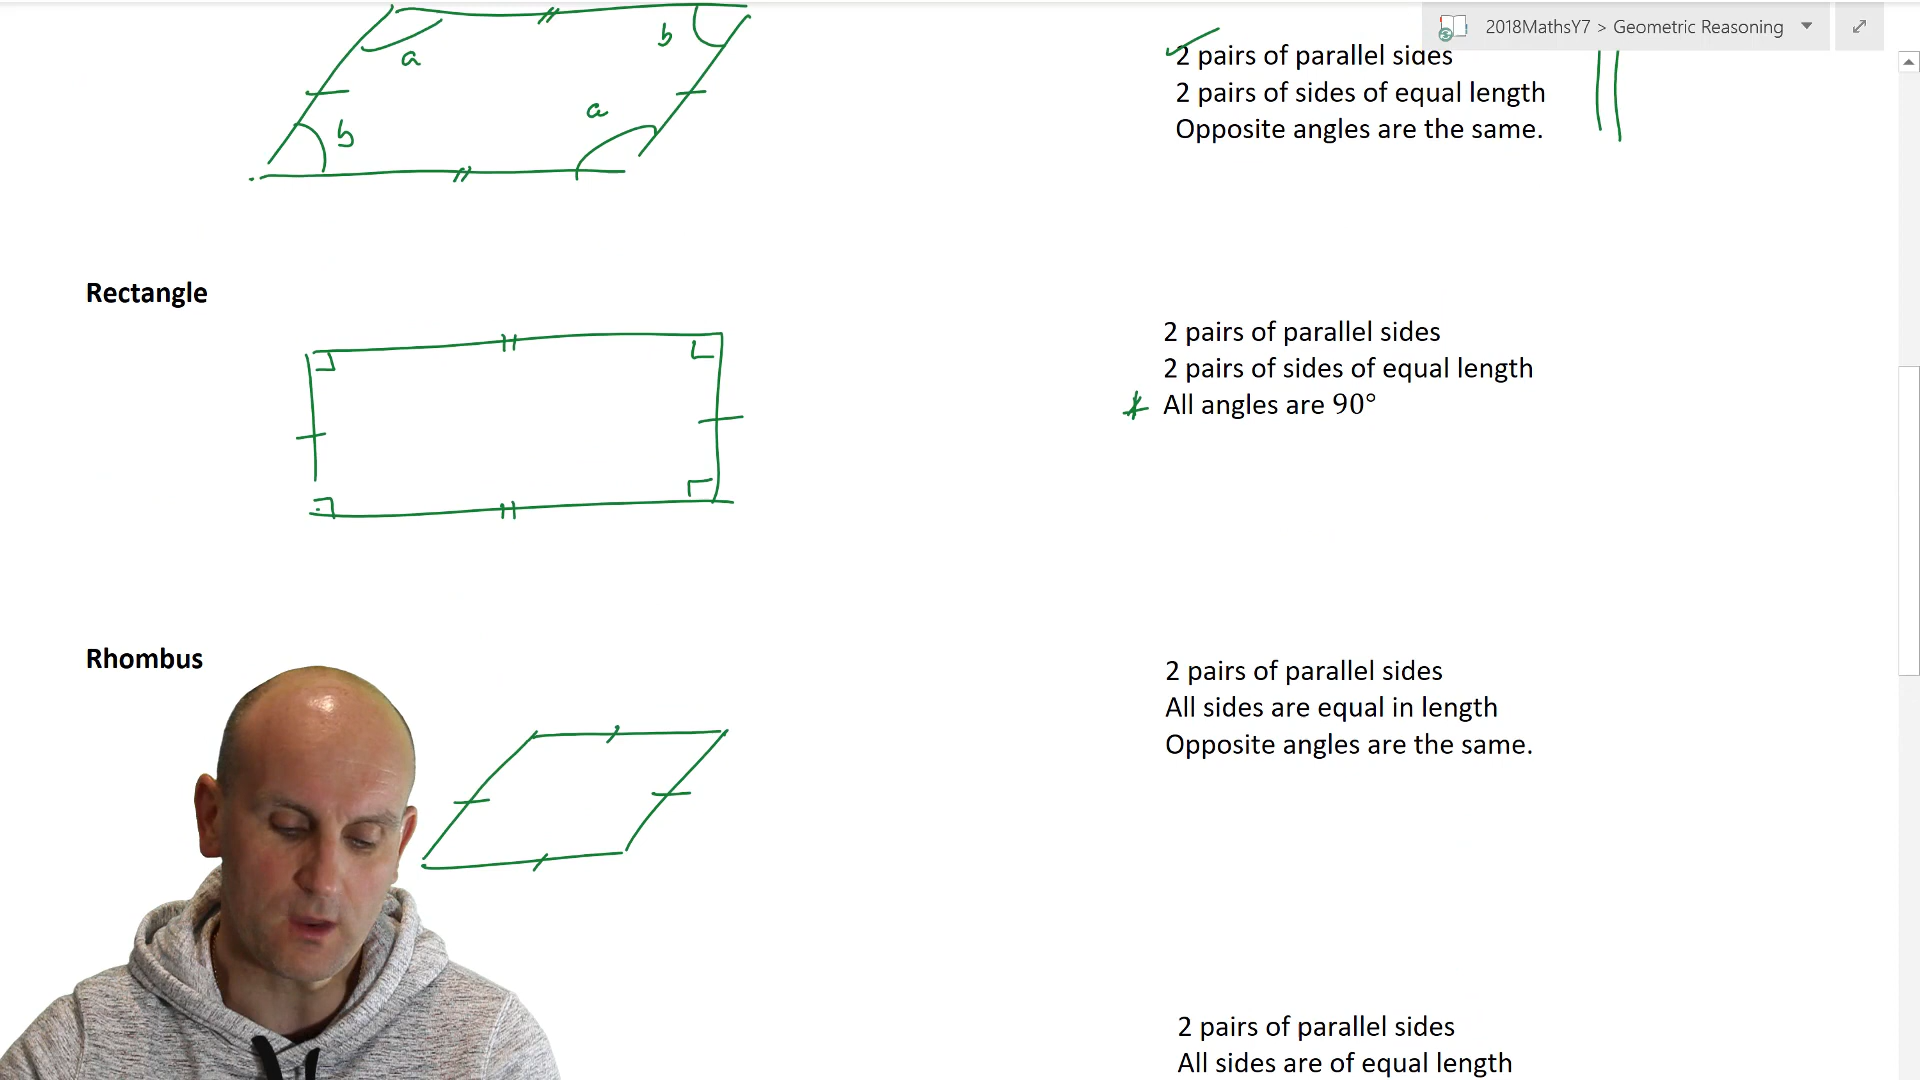 2018MathsY7 > Geometric Reasoning
a
b
b
a
2 pairs of parallel sides
2 pairs of sides of equal length
Opposite angles are the same.
Rectangle
2 pairs of parallel sides
2 pairs of sides of equal length
* All angles are 90°
Rhombus
2 pairs of parallel sides
All sides are equal in length
Opposite angles are the same.
2 pairs of parallel sides
All sides are of equal length